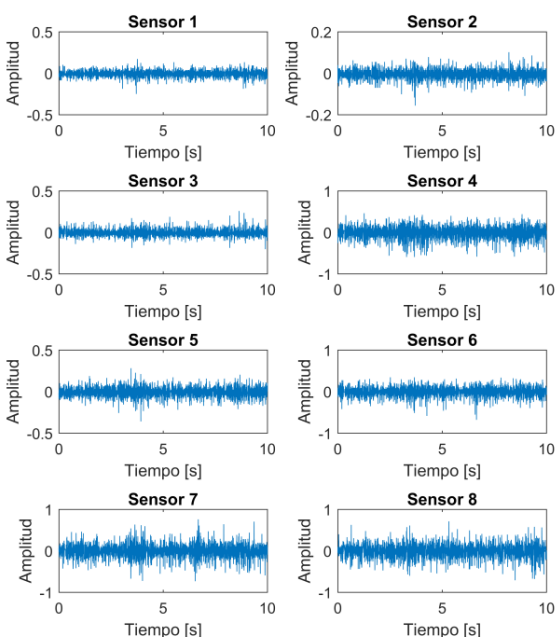 Sensor 1
0.5
0
-0.5
Amplitud
0
5
10
Tiempo [s]
Sensor 2
0.2
0
-0.2
Amplitud
0
5
10
Tiempo [s]
Sensor 3
0.5
0
-0.5
Amplitud
0
5
10
Tiempo [s]
Sensor 4
1
0
-1
Amplitud
0
5
10
Tiempo [s]
Sensor 5
0.5
0
-0.5
Amplitud
0
5
10
Tiempo [s]
Sensor 6
1
0
-1
Amplitud
0
5
10
Tiempo [s]
Sensor 7
1
0
-1
Amplitud
0
5
10
Tiempo [s]
Sensor 8
1
0
-1
Amplitud
0
5
10
Tiempo [s]